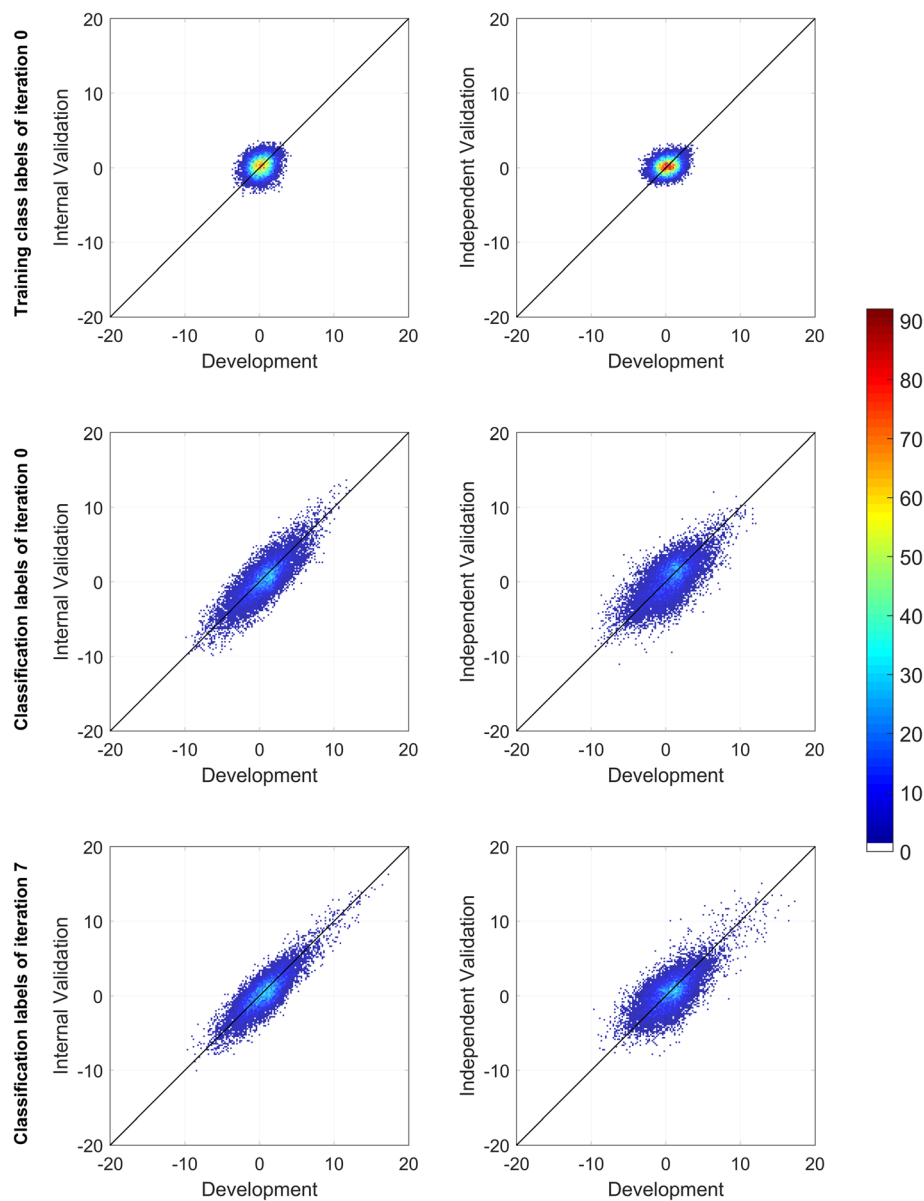 Training class labels of iteration 0
Internal Validation
20
10
0
-10
-20
-20 -10 0 10 20
Development
Independent Validation
20
10
0
-10
-20
-20 -10 0 10 20
Development
Classification labels of iteration 0
Internal Validation
20
10
0
-10
-20
-20 -10 0 10 20
Development
Independent Validation
20
10
0
-10
-20
-20 -10 0 10 20
Development
90
80
70
60
50
40
30
20
10
0
Classification labels of iteration 7
Internal Validation
20
10
0
-10
-20
-20 -10 0 10 20
Development
Independent Validation
20
10
0
-10
-20
-20 -10 0 10 20
Development